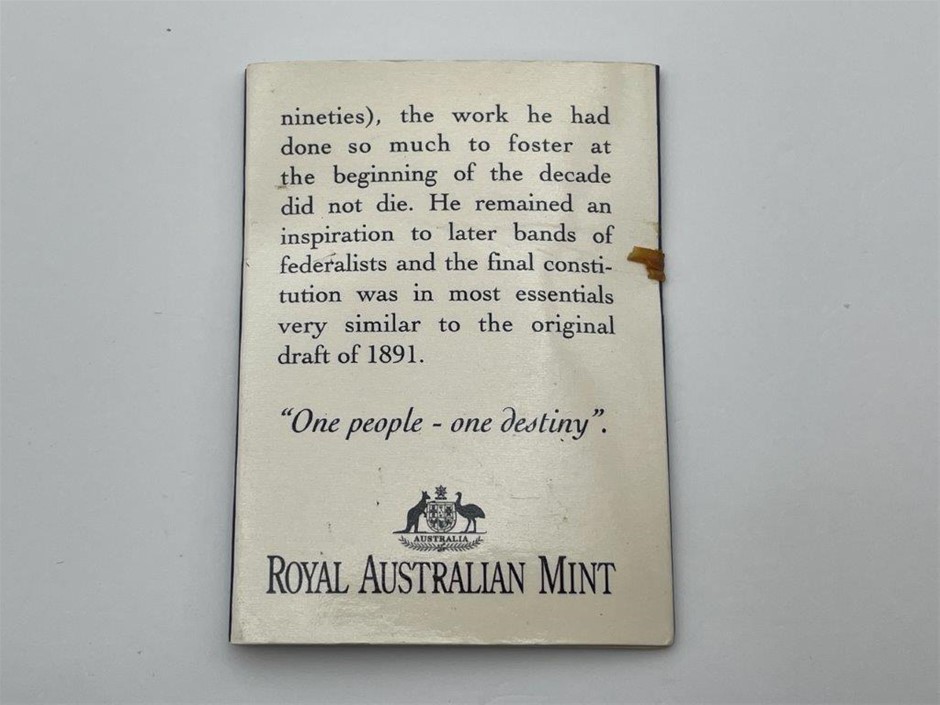 nineties), the work he had
done so much to foster at
the beginning of the decade
did not die. He remained an
inspiration to later bands of
federalists and the final consti-
tution was in most essentials
very similar to the original
draft of 1891.
“One people - one destiny”.
AUSTRALIA
ROYAL AUSTRALIAN MINT